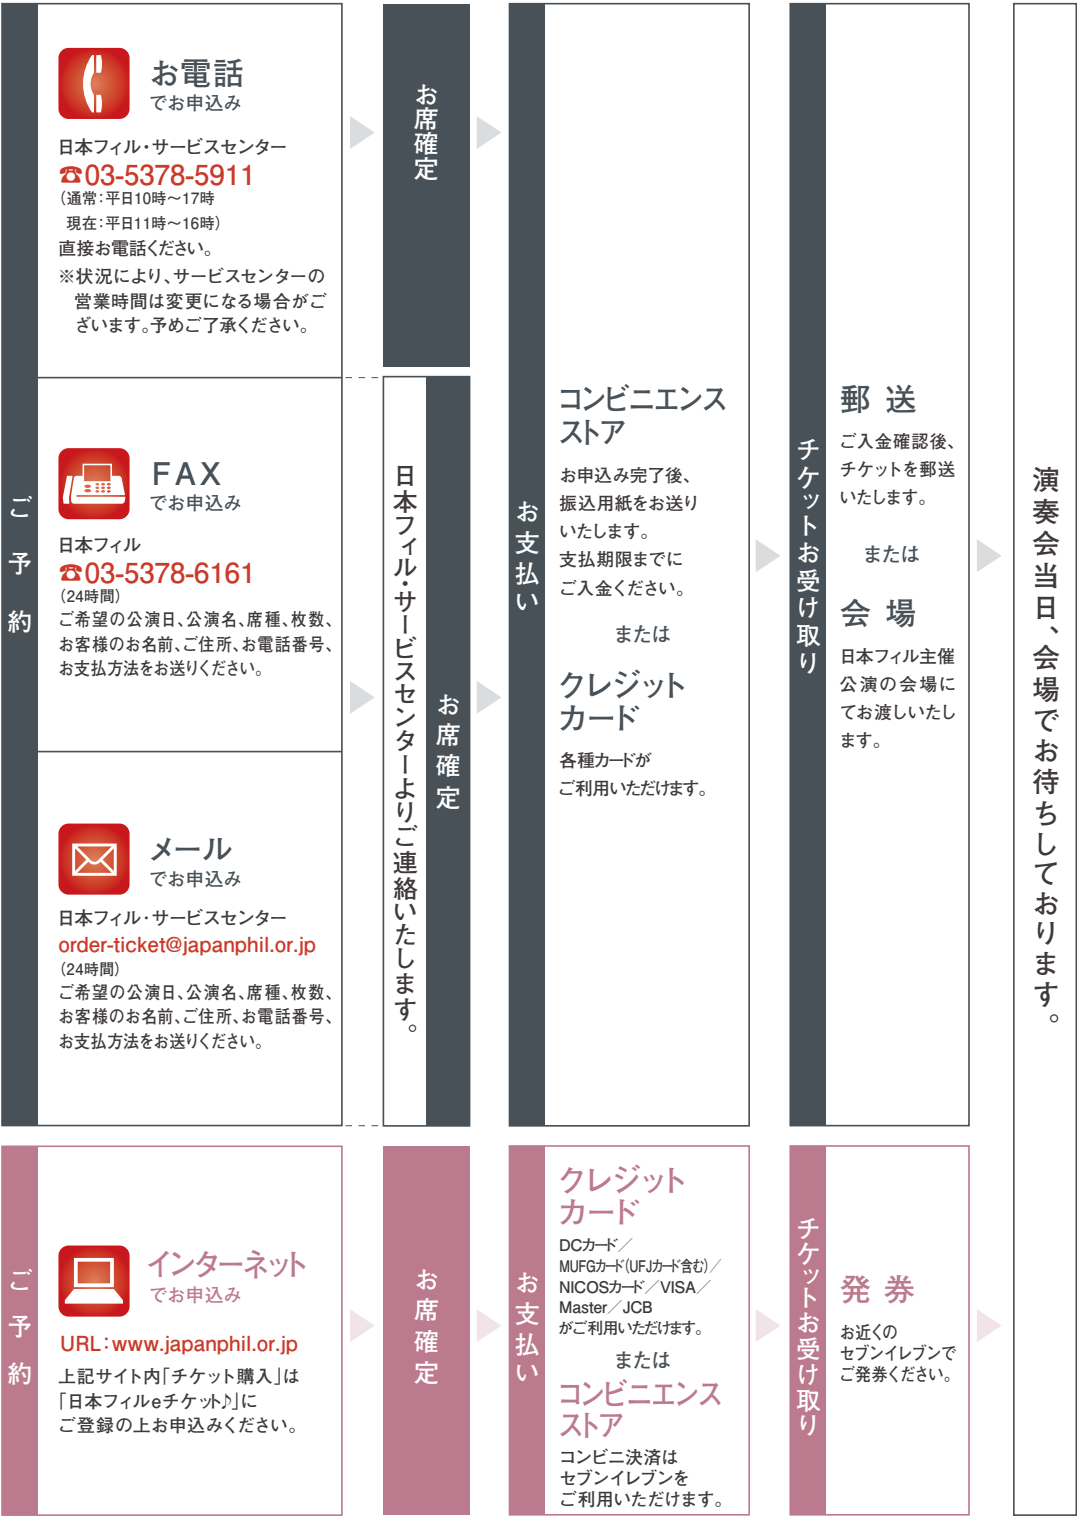 ご予約
お電話
でお申込み
日本フィル・サービスセンター
☎03-5378-5911
（通常：平日10時～17時
現在：平日11時～16時）
直接お電話ください。
※状況により、サービスセンターの
営業時間は変更になる場合がご
ざいます。予めご了承ください。
お席確定
FAX
でお申込み
日本フィル
☎03-5378-6161
（24時間）
ご希望の公演日、公演名、席種、枚数、
お客様のお名前、ご住所、お電話番号、
お支払方法をお送りください。
メール
でお申込み
日本フィル・サービスセンター
order-ticket@japanphil.or.jp
（24時間）
ご希望の公演日、公演名、席種、枚数、
お客様のお名前、ご住所、お電話番号、
お支払方法をお送りください。
日本フィル・サービスセンターよりご連絡いたします。
お席確定
お支払い
コンビニエンス
ストア
お申込み完了後、
振込用紙をお送り
いたします。
支払期限までに
ご入金ください。
または
クレジット
カード
各種カードが
ご利用いただけます。
チケットお受け取り
郵送
ご入金確認後、
チケットを郵送
いたします。
または
会場
日本フィル主催
公演の会場に
てお渡しいたし
ます。
ご予約
インターネット
でお申込み
URL：www.japanphil.or.jp
上記サイト内「チケット購入」は
「日本フィルeチケット♪」に
ご登録の上お申込みください。
お席確定
お支払い
クレジット
カード
DCカード／
MUFGカード（UFJカード含む）／
NICOSカード／VISA／
Master／JCB
がご利用いただけます。
または
コンビニエンス
ストア
コンビニ決済は
セブンイレブンを
ご利用いただけます。
チケットお受け取り
発券
お近くの
セブンイレブンで
ご発券ください。
演奏会当日、会場でお待ちしております。